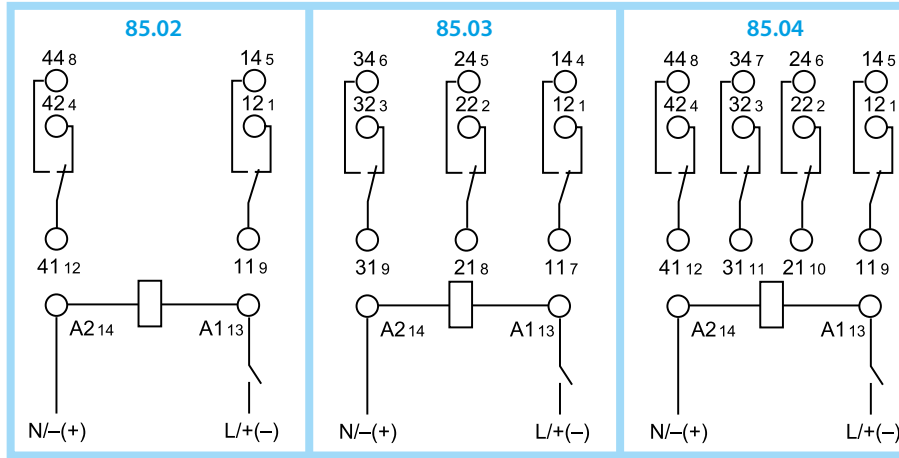 85.02
44 8 14 5
42 4 12 1
41 12 11 9
A2 14 A1 13
N/–(+) L/+(–)
85.03
34 6 24 5 14 4
32 3 22 2 12 1
31 9 21 8 11 7
A2 14 A1 13
N/–(+) L/+(–)
85.04
44 8 34 7 24 6 14 5
42 4 32 3 22 2 12 1
41 12 31 11 21 10 11 9
A2 14 A1 13
N/–(+) L/+(–)